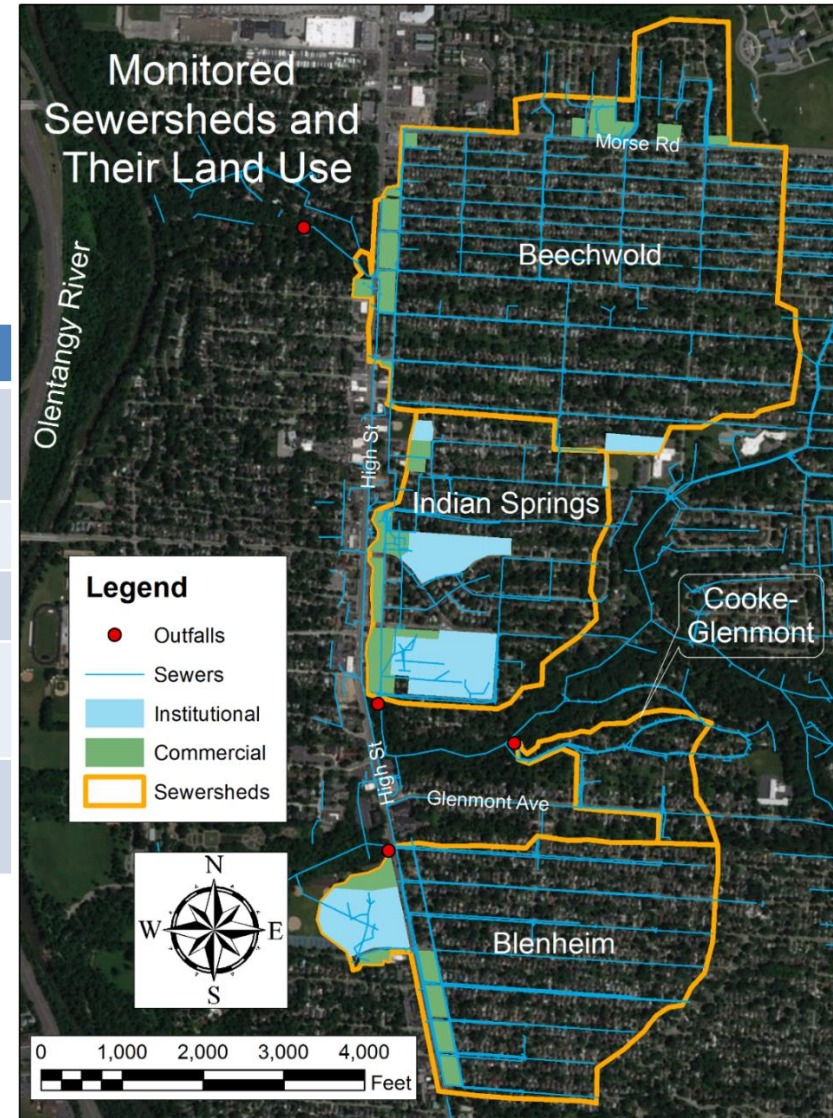 Monitored
Sewersheds and
Their Land Use
Morse Rd
Beechwold
Olentangy River
High St
Indian Springs
Cooke-
Glenmont
Legend
Outfalls
Sewers
Institutional
Commercial
Sewersheds
High St
Glenmont Ave
N
W E
S
Blenheim
0 1,000 2,000 3,000 4,000
Feet